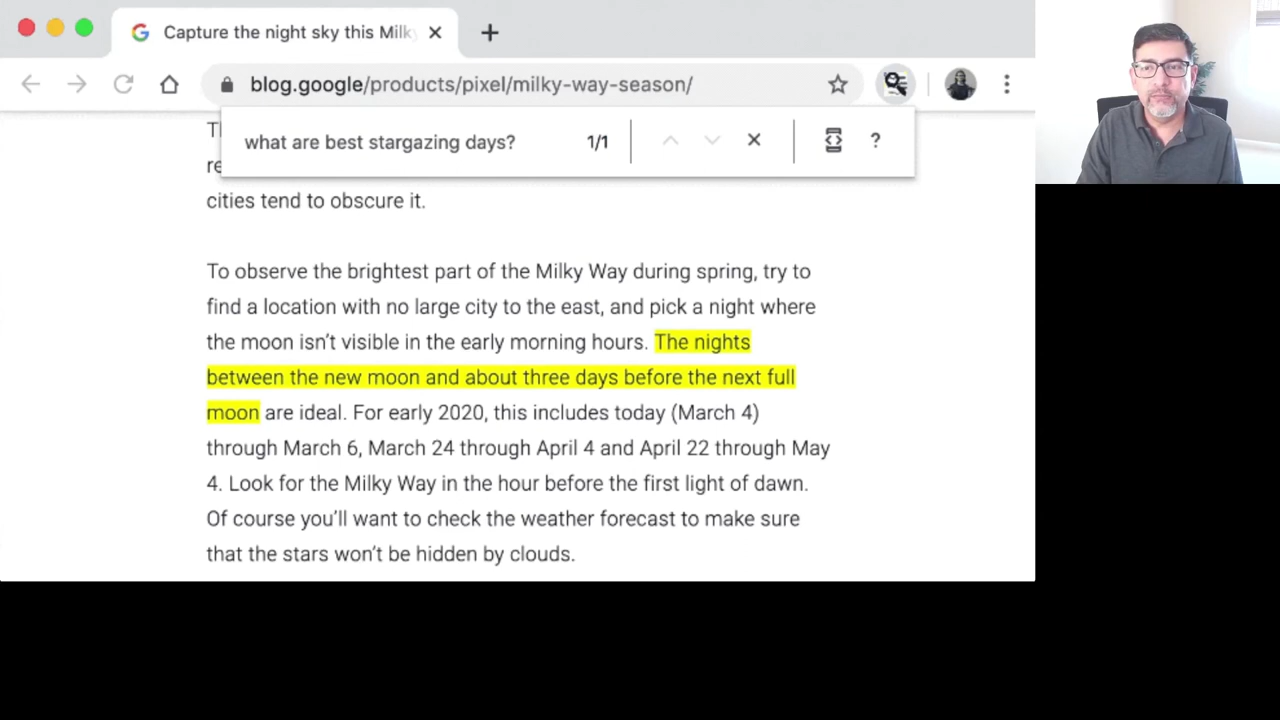 Capture the night sky this Milky
blog.google/products/pixel/milky-way-season/
what are best stargazing days? 1/1 ?
Th
re
cities tend to obscure it.
To observe the brightest part of the Milky Way during spring, try to
find a location with no large city to the east, and pick a night where
the moon isn’t visible in the early morning hours. The nights
between the new moon and about three days before the next full
moon are ideal. For early 2020, this includes today (March 4)
through March 6, March 24 through April 4 and April 22 through May
4. Look for the Milky Way in the hour before the first light of dawn.
Of course you’ll want to check the weather forecast to make sure
that the stars won’t be hidden by clouds.